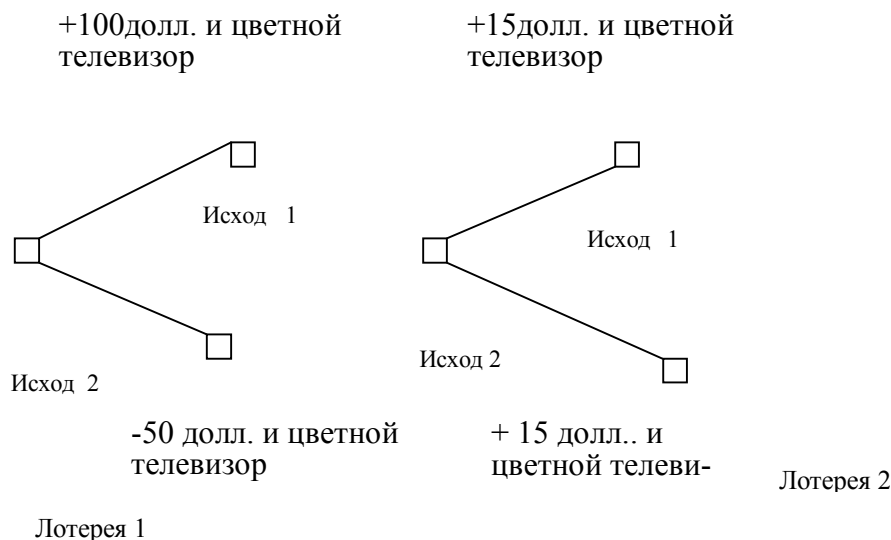 +100долл. и цветной
телевизор
+15долл. и цветной
телевизор
Исход 1
Исход 1
Исход 2
Исход 2
-50 долл. и цветной
телевизор
+ 15 долл.. и
цветной телеви-
Лотерея 2
Лотерея 1